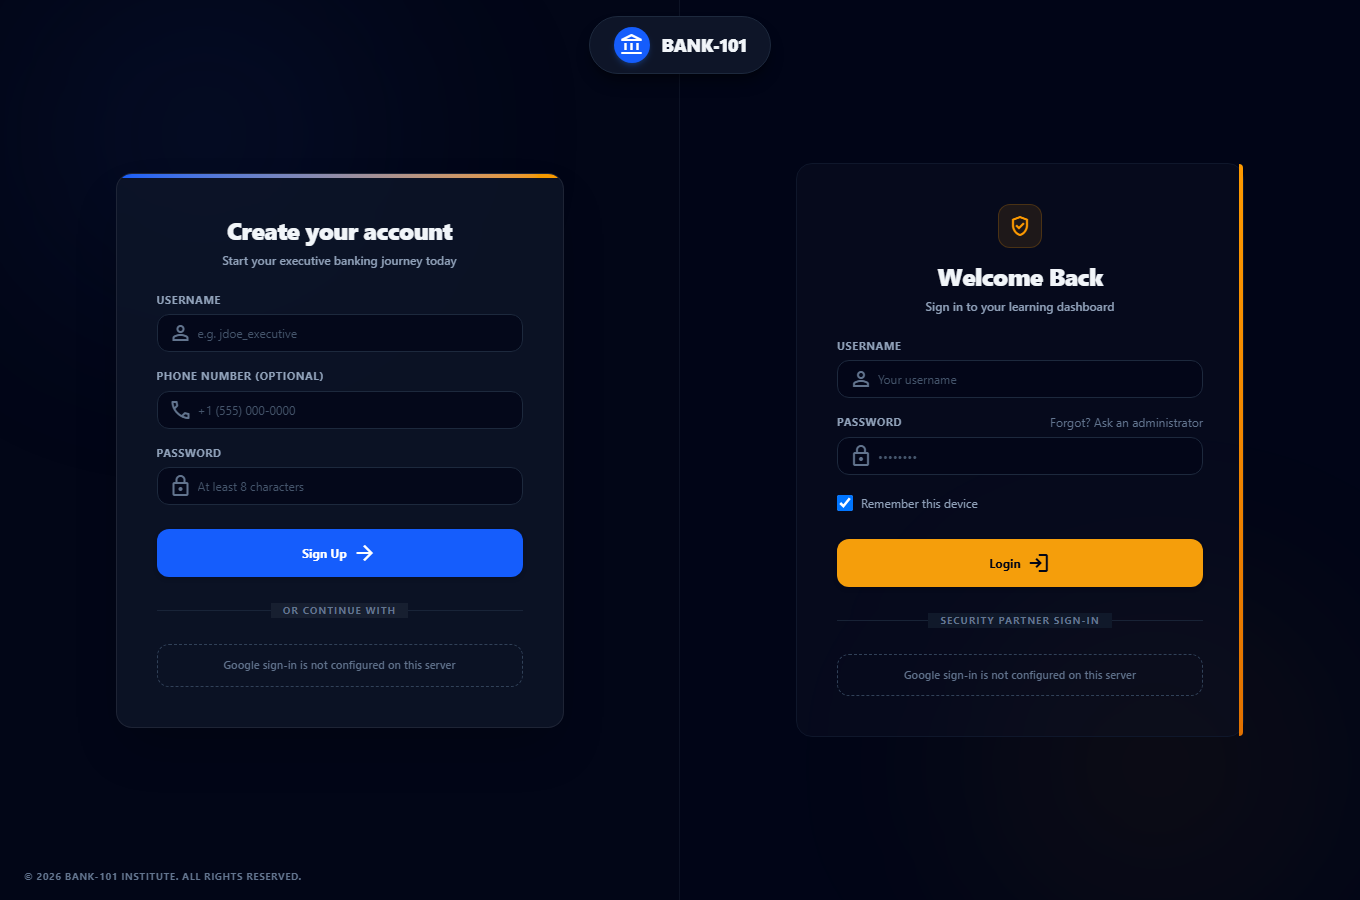 BANK-101
Create your account
Start your executive banking journey today
USERNAME
e.g. jdoe_executive
PHONE NUMBER (OPTIONAL)
+1 (555) 000-0000
PASSWORD
At least 8 characters
Sign Up
OR CONTINUE WITH
Google sign-in is not configured on this server
Welcome Back
Sign in to your learning dashboard
USERNAME
Your username
PASSWORD
Forgot? Ask an administrator
••••••••
Remember this device
Login
SECURITY PARTNER SIGN-IN
Google sign-in is not configured on this server
© 2026 BANK-101 INSTITUTE. ALL RIGHTS RESERVED.